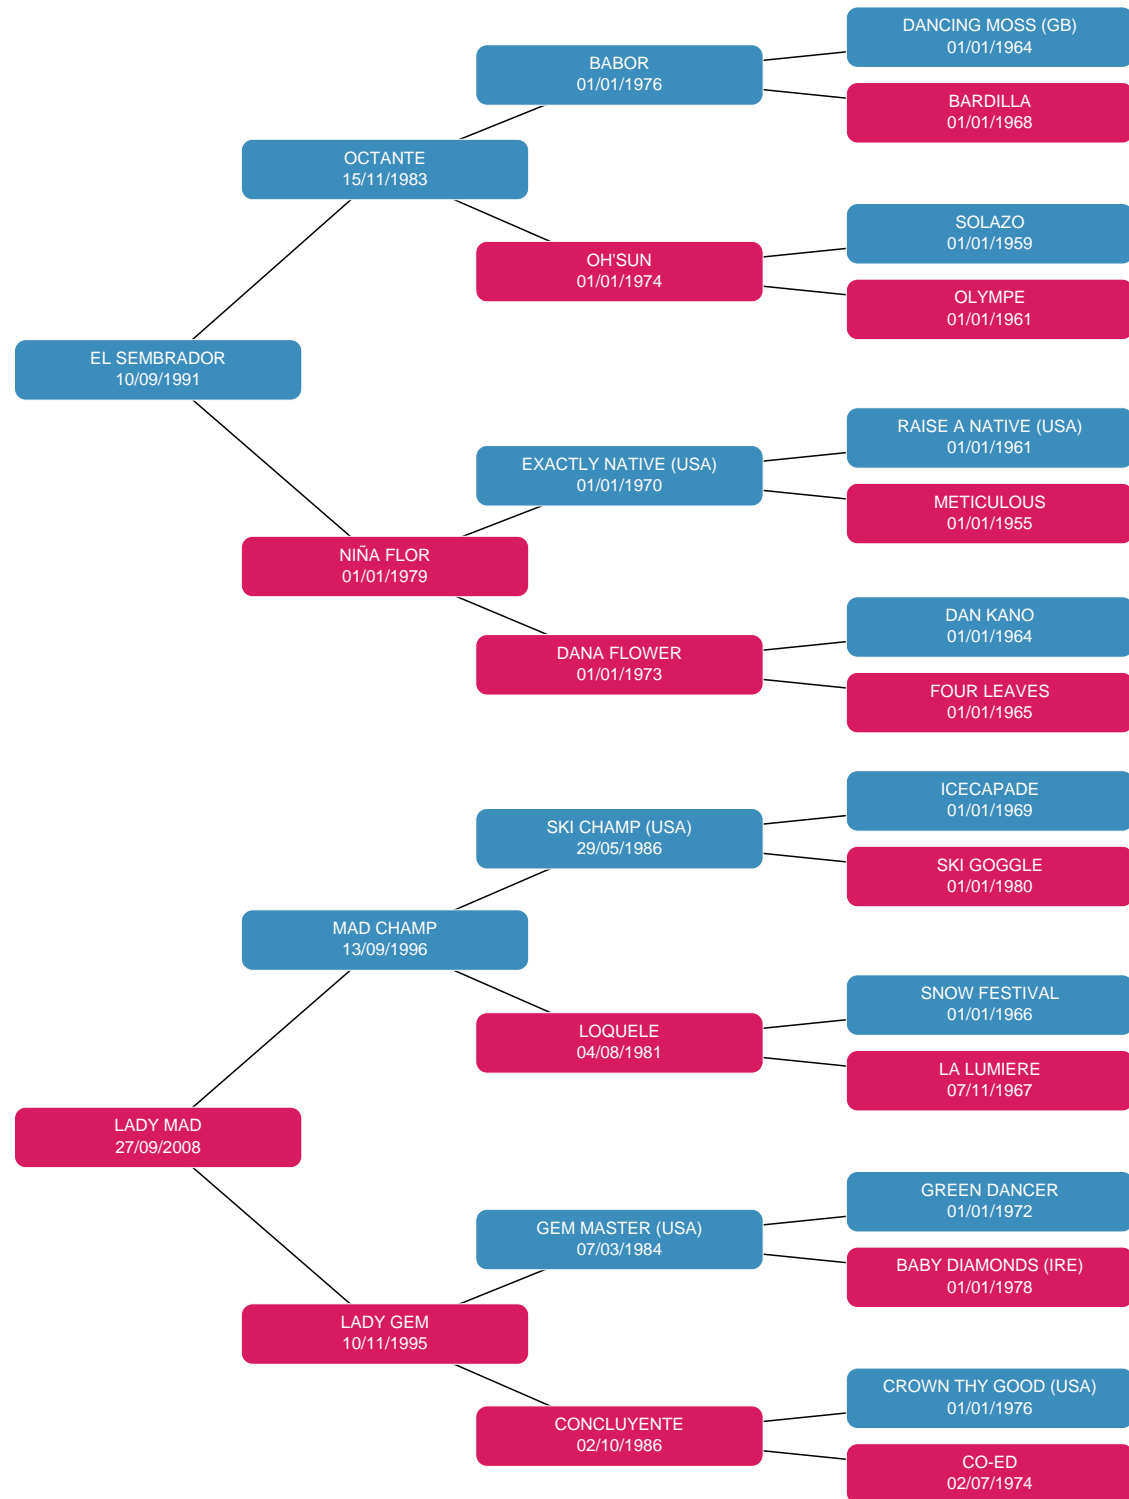 DANCING MOSS (GB)
01/01/1964
BABOR
01/01/1976
BARDILLA
01/01/1968
OCTANTE
15/11/1983
SOLAZO
01/01/1959
OH'SUN
01/01/1974
OLYMPE
01/01/1961
EL SEMBRADOR
10/09/1991
RAISE A NATIVE (USA)
01/01/1961
EXACTLY NATIVE (USA)
01/01/1970
METICULOUS
01/01/1955
NIÑA FLOR
01/01/1979
DAN KANO
01/01/1964
DANA FLOWER
01/01/1973
FOUR LEAVES
01/01/1965
ICECAPADE
01/01/1969
SKI CHAMP (USA)
29/05/1986
SKI GOGGLE
01/01/1980
MAD CHAMP
13/09/1996
SNOW FESTIVAL
01/01/1966
LOQUELE
04/08/1981
LA LUMIERE
07/11/1967
LADY MAD
27/09/2008
GREEN DANCER
01/01/1972
GEM MASTER (USA)
07/03/1984
BABY DIAMONDS (IRE)
01/01/1978
LADY GEM
10/11/1995
CROWN THY GOOD (USA)
01/01/1976
CONCLUYENTE
02/10/1986
CO-ED
02/07/1974